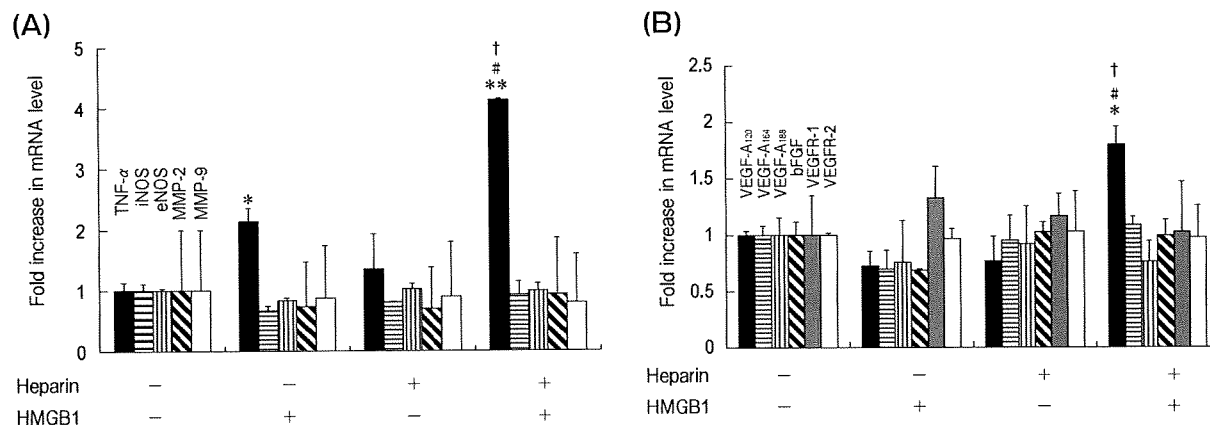 (A)
Fold increase in mRNA level
5
4
3
2
1
0
TNF-α
iNOS
eNOS
MMP-2
MMP-9
*
†
#
**
Heparin − − + +
HMGB1 − + − +
(B)
Fold increase in mRNA level
2.5
2
1.5
1
0.5
0
VEGF-A120
VEGF-A164
VEGF-A188
bFGF
VEGFR-1
VEGFR-2
†
#
*
Heparin − − + +
HMGB1 − + − +